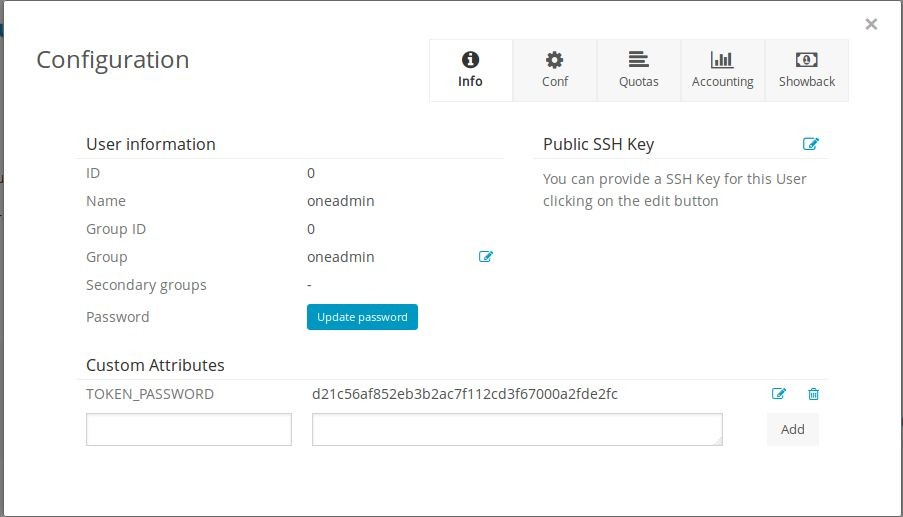 ×
Configuration
Info
Conf
Quotas
Accounting
Showback
User information
ID 0
Name oneadmin
Group ID 0
Group oneadmin
Secondary groups -
Password Update password
Public SSH Key
You can provide a SSH Key for this User
clicking on the edit button
Custom Attributes
TOKEN_PASSWORD d21c56af852eb3b2ac7f112cd3f67000a2fde2fc
Add